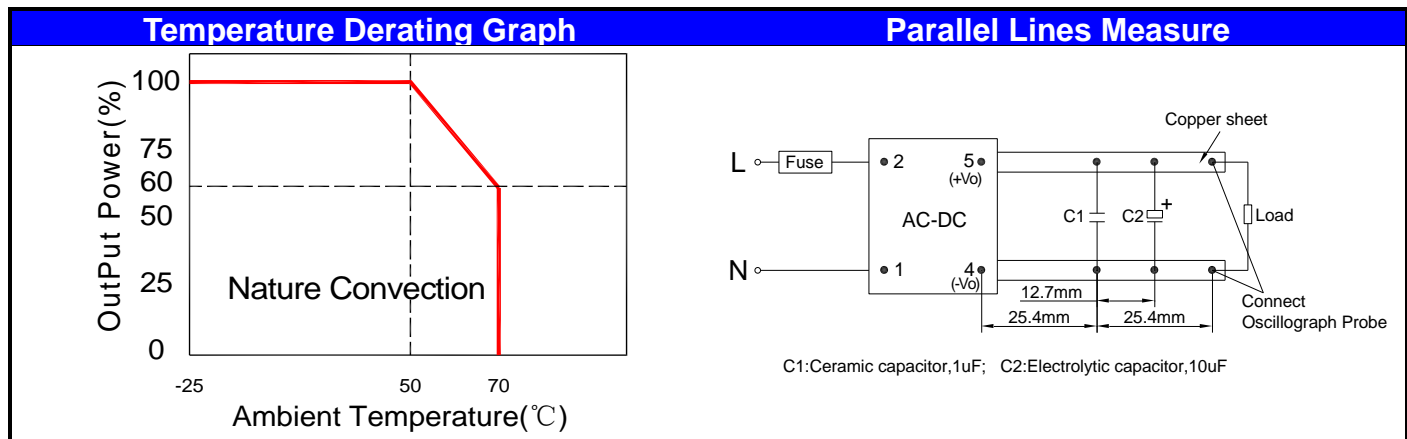 Temperature Derating Graph
OutPut Power(%)
100
75
60
50
25
0
Nature Convection
-25
50
70
Ambient Temperature(℃)
Parallel Lines Measure
Copper sheet
L
Fuse
2
5
(+Vo)
AC-DC
C1
C2
+
Load
N
1
4
(-Vo)
12.7mm
25.4mm
25.4mm
Connect
Oscillograph Probe
C1:Ceramic capacitor,1uF; C2:Electrolytic capacitor,10uF